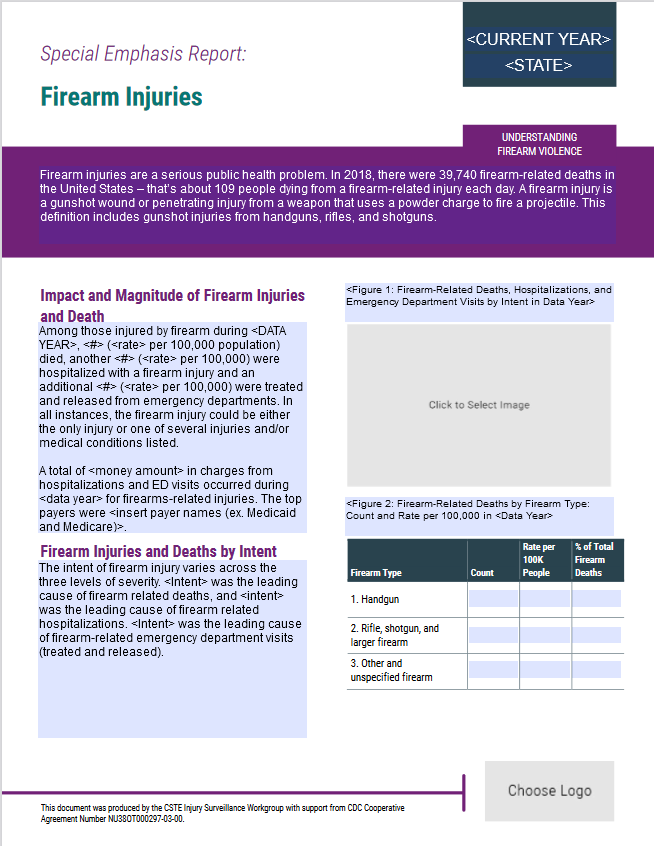 Special Emphasis Report:
Firearm Injuries
<CURRENT YEAR>
<STATE>
UNDERSTANDING
FIREARM VIOLENCE
Firearm injuries are a serious public health problem. In 2018, there were 39,740 firearm-related deaths in
the United States – that's about 109 people dying from a firearm-related injury each day. A firearm injury is
a gunshot wound or penetrating injury from a weapon that uses a powder charge to fire a projectile. This
definition includes gunshot injuries from handguns, rifles, and shotguns.
Impact and Magnitude of Firearm Injuries
and Death
Among those injured by firearm during <DATA
YEAR>, <#> (<rate> per 100,000 population)
died, another <#> (<rate> per 100,000) were
hospitalized with a firearm injury and an
additional <#> (<rate> per 100,000) were treated
and released from emergency departments. In
all instances, the firearm injury could be either
the only injury or one of several injuries and/or
medical conditions listed.
A total of <money amount> in charges from
hospitalizations and ED visits occurred during
<data year> for firearms-related injuries. The top
payers were <insert payer names (ex. Medicaid
and Medicare)>.
Firearm Injuries and Deaths by Intent
The intent of firearm injury varies across the
three levels of severity. <Intent> was the leading
cause of firearm related deaths, and <intent>
was the leading cause of firearm related
hospitalizations. <Intent> was the leading cause
of firearm-related emergency department visits
(treated and released).
<Figure 1: Firearm-Related Deaths, Hospitalizations, and
Emergency Department Visits by Intent in Data Year>
Click to Select Image
<Figure 2: Firearm-Related Deaths by Firearm Type:
Count and Rate per 100,000 in <Data Year>
Firearm Type
Count
Rate per
100K
People
% of Total
Firearm
Deaths
1. Handgun
2. Rifle, shotgun, and
larger firearm
3. Other and
unspecified firearm
This document was produced by the CSTE Injury Surveillance Workgroup with support from CDC Cooperative
Agreement Number NU38OT000297-03-00.
Choose Logo